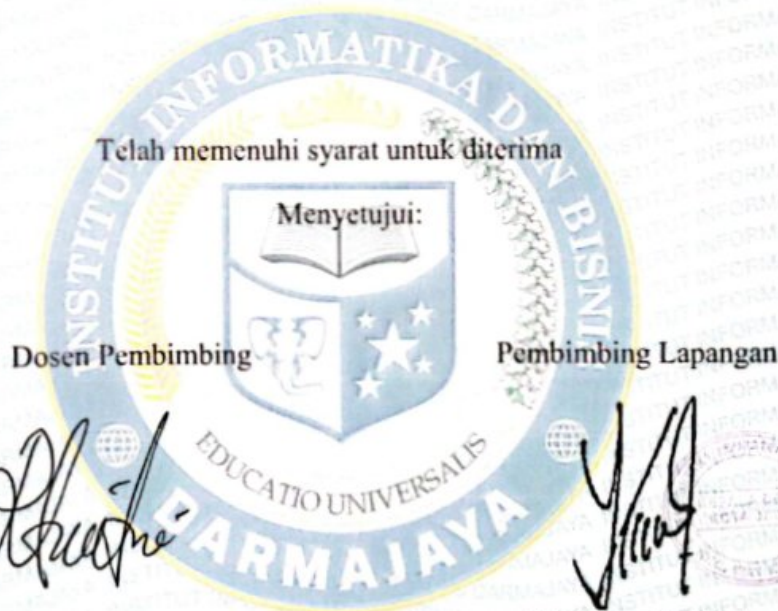 INSTITUT INFORMATIKA DAN BISNIS
Telah memenuhi syarat untuk diterima
Menyetujui:
Dosen Pembimbing Pembimbing Lapangan
EDUCATIO UNIVERSALIS
DARMAJAYA